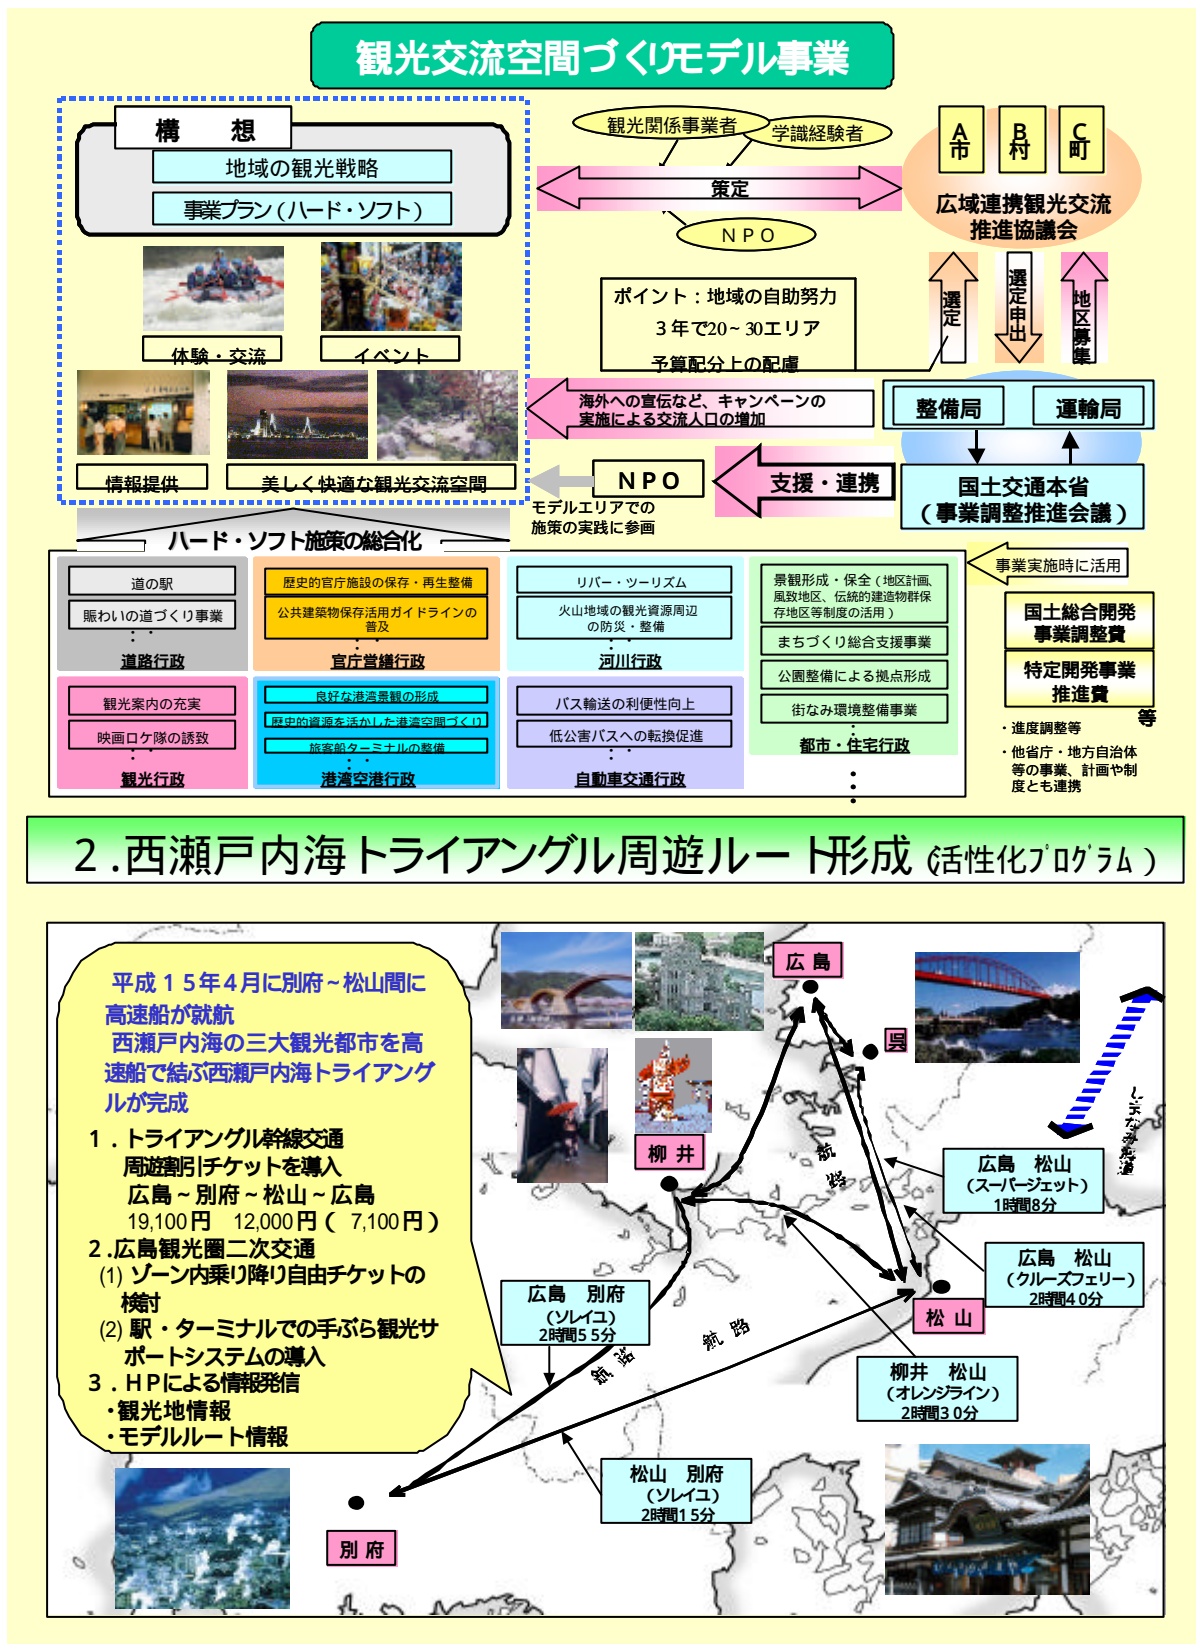 観光交流空間づくりモデル事業
構　想
地域の観光戦略
事業プラン（ハード・ソフト）
体験・交流
イベント
情報提供
美しく快適な観光交流空間
観光関係事業者
学識経験者
策定
ＮＰＯ
A市
B村
C町
広域連携観光交流
推進協議会
ポイント：地域の自助努力
３年で20～30エリア
予算配分上の配慮
選定
選定申出
地区募集
海外への宣伝など、キャンペーンの
実施による交流人口の増加
整備局
運輸局
ＮＰＯ
支援・連携
国土交通本省
（事業調整推進会議）
モデルエリアでの
施策の実践に参画
ハード・ソフト施策の総合化
道の駅
賑わいの道づくり事業
道路行政
歴史的官庁施設の保存・再生整備
公共建築物保存活用ガイドラインの
普及
官庁営繕行政
リバー・ツーリズム
火山地域の観光資源周辺
の防災・整備
河川行政
景観形成・保全（地区計画、
風致地区、伝統的建造物群保
存地区等制度の活用）
まちづくり総合支援事業
公園整備による拠点形成
街なみ環境整備事業
都市・住宅行政
観光案内の充実
映画ロケ隊の誘致
観光行政
良好な港湾景観の形成
歴史的資源を活かした港湾空間づくり
旅客船ターミナルの整備
港湾空港行政
バス輸送の利便性向上
低公害バスへの転換促進
自動車交通行政
事業実施時に活用
国土総合開発
事業調整費
特定開発事業
推進費
等
・進度調整等
・他省庁・地方自治体
等の事業、計画や制
度とも連携
２.西瀬戸内海トライアングル周遊ルート形成（活性化ﾌﾟﾛｸﾞﾗﾑ）
平成１５年４月に別府～松山間に
高速船が就航
西瀬戸内海の三大観光都市を高
速船で結ぶ西瀬戸内海トライアング
ルが完成
１．トライアングル幹線交通
周遊割引チケットを導入
広島～別府～松山～広島
19,100円　12,000円（　7,100円）
２.広島観光圏二次交通
(1) ゾーン内乗り降り自由チケットの
検討
(2) 駅・ターミナルでの手ぶら観光サ
ポートシステムの導入
３．ＨＰによる情報発信
・観光地情報
・モデルルート情報
広島
呉
柳井
松山
別府
しまなみ海道
航路
航路
航路
広島　松山
（スーパージェット）
1時間8分
広島　松山
（クルーズフェリー）
2時間４０分
広島　別府
（ソレイユ）
2時間５５分
柳井　松山
（オレンジライン）
2時間３０分
松山　別府
（ソレイユ）
2時間１５分